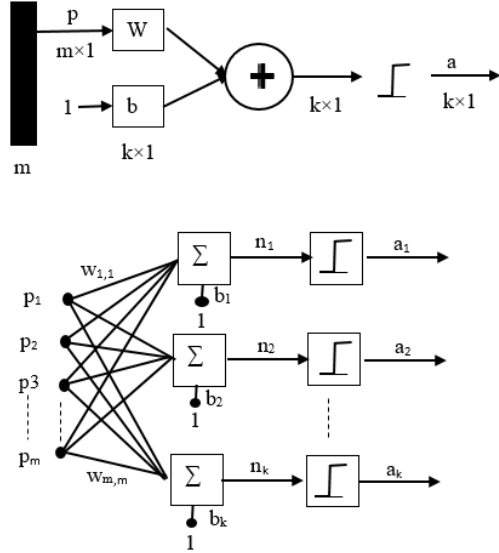 p W a
m×1 k×1 k×1
1 b
m k×1
w1,1 Σ n1 a1
p1 b1
1
p2 Σ n2 a2
p3 b2
1
pm wm,m Σ nk ak
bk
1